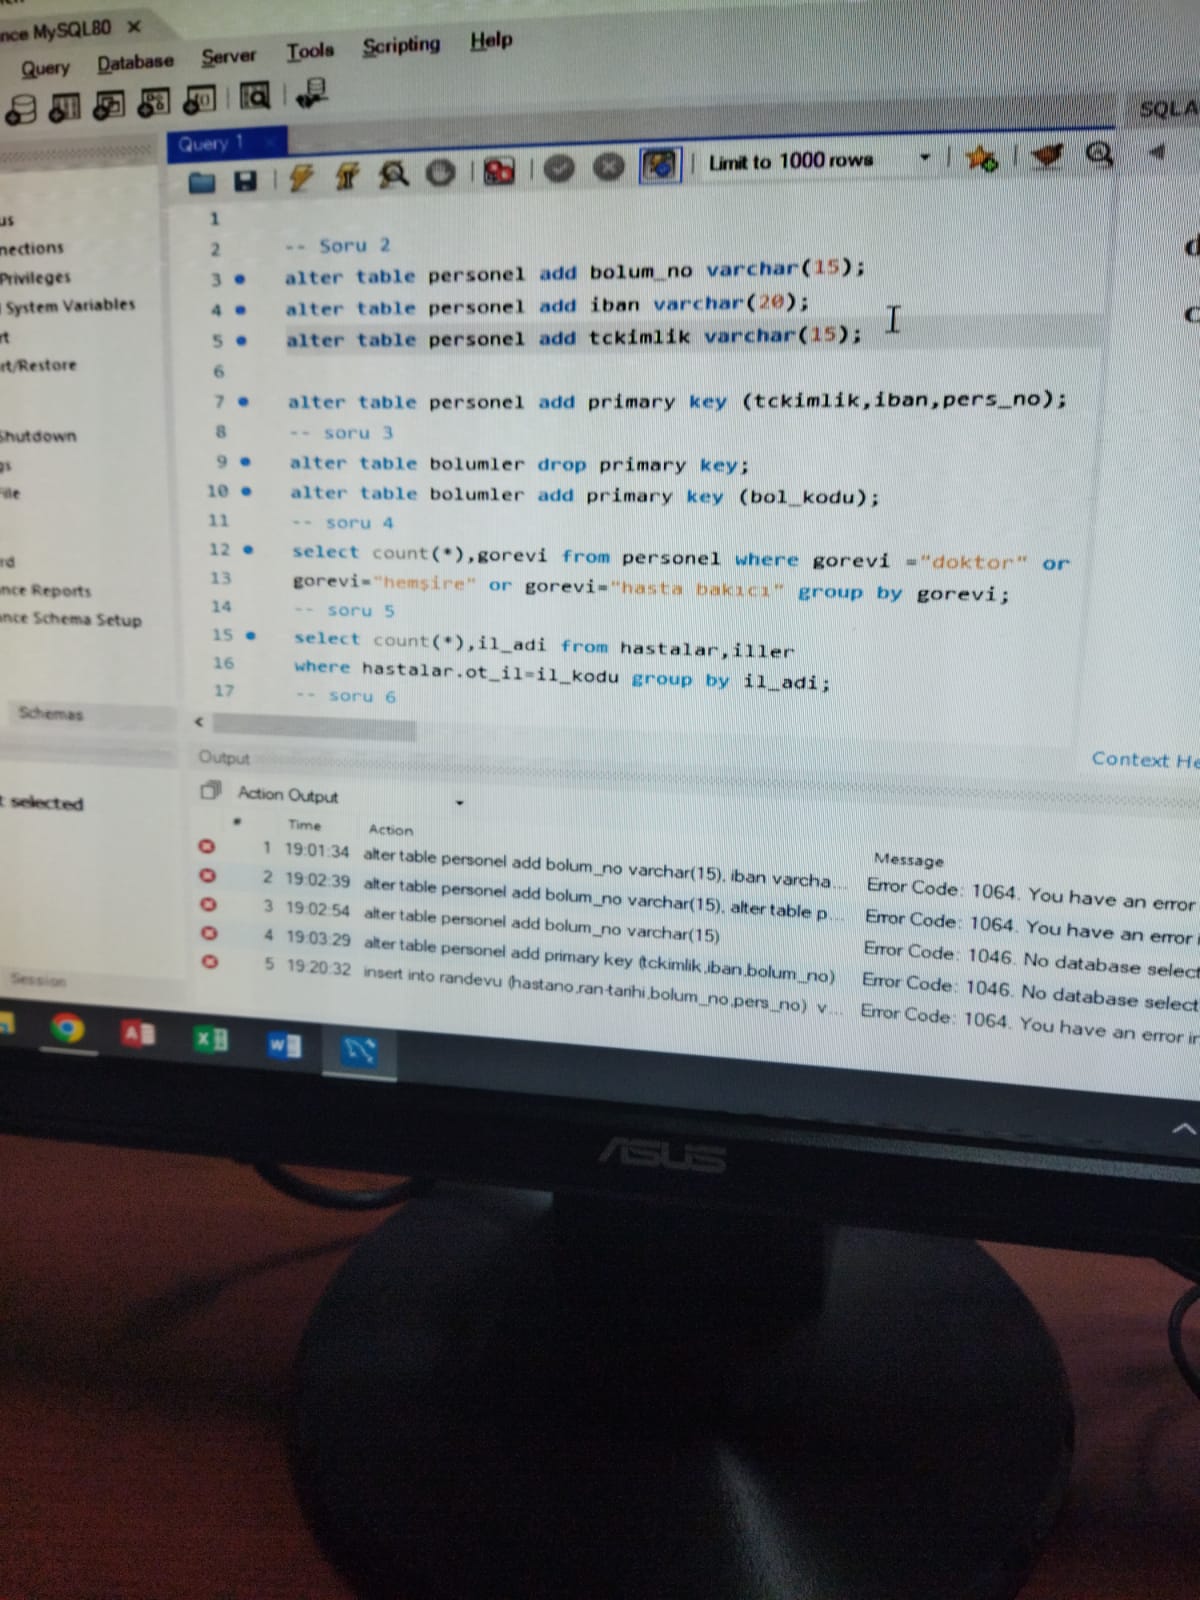 nce MySQL80 ×
Query Database Server Tools Scripting Help
SQLA
Query 1
Limit to 1000 rows
us
nections
Privileges
System Variables
rt
rt/Restore
Shutdown
gs
File
rd
nce Reports
nce Schema Setup
Schemas
t selected
Session
1
2 -- Soru 2
3 alter table personel add bolum_no varchar(15);
4 alter table personel add iban varchar(20);
5 alter table personel add tckimlik varchar(15);
6
7 alter table personel add primary key (tckimlik,iban,pers_no);
8 -- soru 3
9 alter table bolumler drop primary key;
10 alter table bolumler add primary key (bol_kodu);
11 -- soru 4
12 select count(*),gorevi from personel where gorevi ="doktor" or
13 gorevi="hemşire" or gorevi="hasta bakıcı" group by gorevi;
14 -- soru 5
15 select count(*),il_adi from hastalar,iller
16 where hastalar.ot_il=il_kodu group by il_adi;
17 -- soru 6
d
c
Context He
Output
Action Output
# Time Action Message
1 19:01:34 alter table personel add bolum_no varchar(15), iban varcha... Error Code: 1064. You have an error
2 19:02:39 alter table personel add bolum_no varchar(15), alter table p... Error Code: 1064. You have an error i
3 19:02:54 alter table personel add bolum_no varchar(15) Error Code: 1046. No database select
4 19:03:29 alter table personel add primary key (tckimlik,iban,bolum_no) Error Code: 1046. No database select
5 19:20:32 insert into randevu (hastano,ran-tarihi,bolum_no,pers_no) v... Error Code: 1064. You have an error in
ASUS